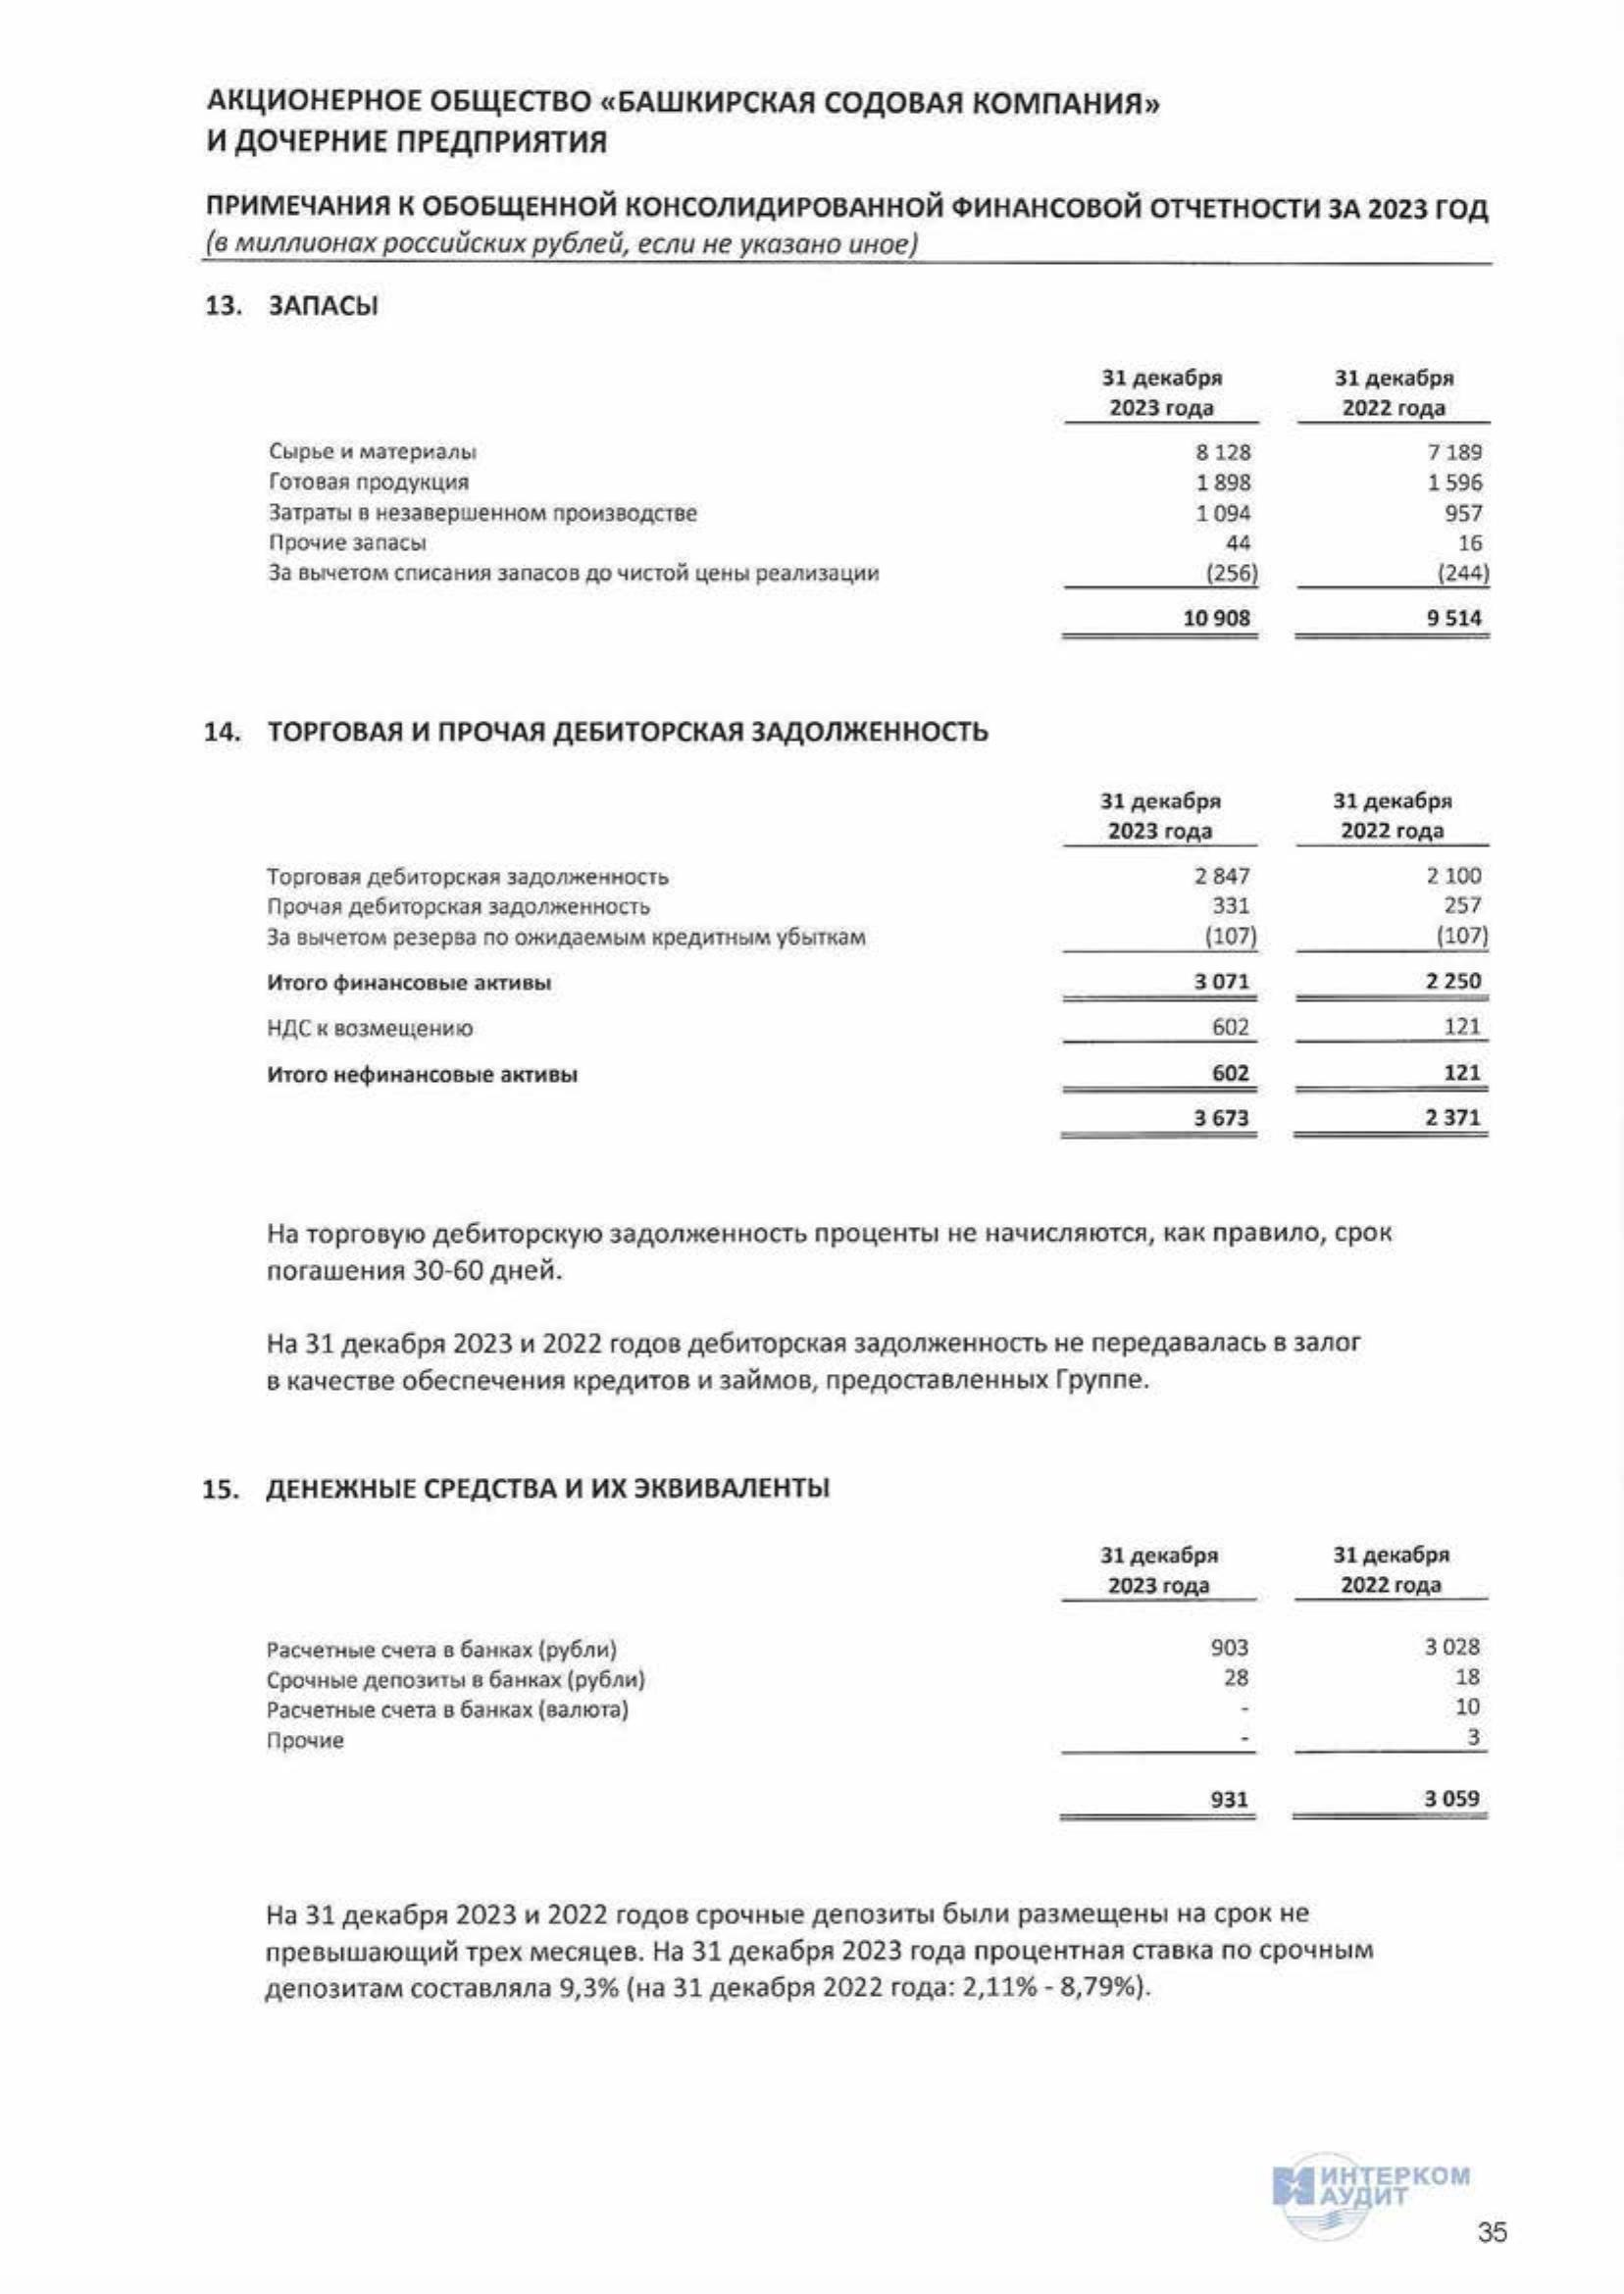 АКЦИОНЕРНОЕ ОБЩЕСТВО «БАШКИРСКАЯ СОДОВАЯ КОМПАНИЯ»
И ДОЧЕРНИЕ ПРЕДПРИЯТИЯ
ПРИМЕЧАНИЯ К ОБОБЩЕННОЙ КОНСОЛИДИРОВАННОЙ ФИНАНСОВОЙ ОТЧЕТНОСТИ ЗА 2023 ГОД
(в миллионах российских рублей, если не указано иное)
13. ЗАПАСЫ
31 декабря 31 декабря
2023 года 2022 года
Сырье и материалы 8 128 7 189
Готовая продукция 1 898 1 596
Затраты в незавершенном производстве 1 094 957
Прочие запасы 44 16
За вычетом списания запасов до чистой цены реализации (256) (244)
10 908 9 514
14. ТОРГОВАЯ И ПРОЧАЯ ДЕБИТОРСКАЯ ЗАДОЛЖЕННОСТЬ
31 декабря 31 декабря
2023 года 2022 года
Торговая дебиторская задолженность 2 847 2 100
Прочая дебиторская задолженность 331 257
За вычетом резерва по ожидаемым кредитным убыткам (107) (107)
Итого финансовые активы 3 071 2 250
НДС к возмещению 602 121
Итого нефинансовые активы 602 121
3 673 2 371
На торговую дебиторскую задолженность проценты не начисляются, как правило, срок
погашения 30-60 дней.
На 31 декабря 2023 и 2022 годов дебиторская задолженность не передавалась в залог
в качестве обеспечения кредитов и займов, предоставленных Группе.
15. ДЕНЕЖНЫЕ СРЕДСТВА И ИХ ЭКВИВАЛЕНТЫ
31 декабря 31 декабря
2023 года 2022 года
Расчетные счета в банках (рубли) 903 3 028
Срочные депозиты в банках (рубли) 28 18
Расчетные счета в банках (валюта) - 10
Прочие - 3
931 3 059
На 31 декабря 2023 и 2022 годов срочные депозиты были размещены на срок не
превышающий трех месяцев. На 31 декабря 2023 года процентная ставка по срочным
депозитам составляла 9,3% (на 31 декабря 2022 года: 2,11% - 8,79%).
ИНТЕРКОМ
АУДИТ
35